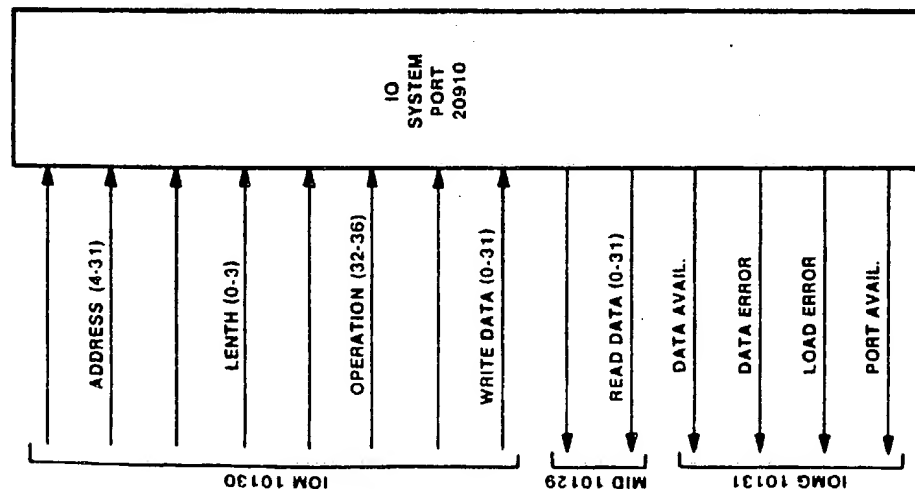 IO
SYSTEM
PORT
20910
ADDRESS (4-31)
LENTH (0-3)
OPERATION (32-36)
WRITE DATA (0-31)
READ DATA (0-31)
DATA AVAIL.
DATA ERROR
LOAD ERROR
PORT AVAIL.
IOM 10130
MID 10129
IOMG 10131